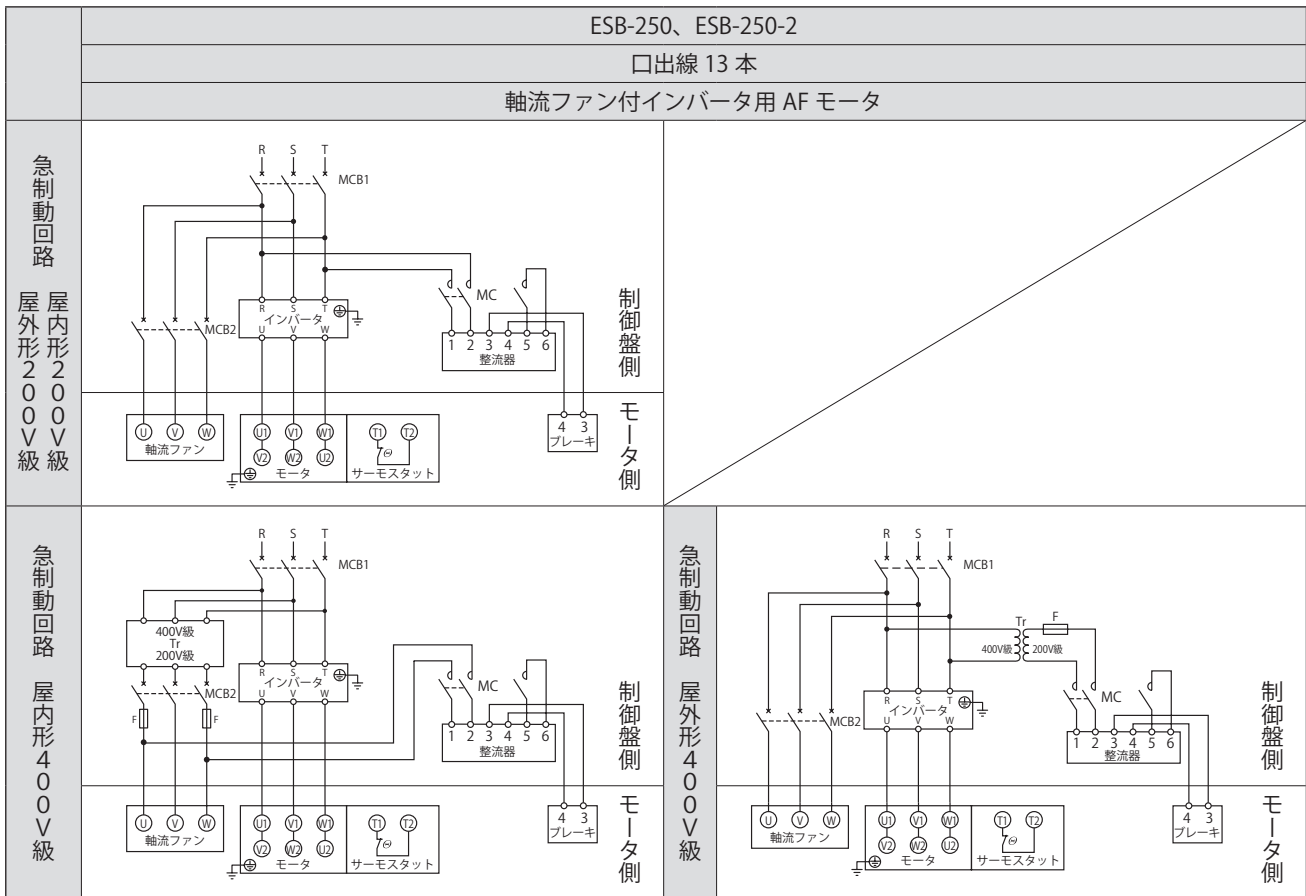 ESB-250、ESB-250-2
口出線 13 本
軸流ファン付インバータ用 AF モータ
急制動回路 屋内形200V級
屋外形200V級
R S T
MCB1
MC
R S T
インバータ
U V W
MCB2
1 2 3 4 5 6
整流器
制御盤側
U V W
軸流ファン
U1 V1 W1
V2 W2 U2
モータ
T1 T2
θ
サーモスタット
4 3
ブレーキ
モータ側
急制動回路 屋内形400V級
R S T
MCB1
400V級
Tr
200V級
R S T
インバータ
U V W
MCB2
F F
MC
1 2 3 4 5 6
整流器
制御盤側
U V W
軸流ファン
U1 V1 W1
V2 W2 U2
モータ
T1 T2
θ
サーモスタット
4 3
ブレーキ
モータ側
急制動回路 屋外形400V級
R S T
MCB1
Tr F
400V級 200V級
R S T
インバータ
U V W
MCB2
MC
1 2 3 4 5 6
整流器
制御盤側
U V W
軸流ファン
U1 V1 W1
V2 W2 U2
モータ
T1 T2
θ
サーモスタット
4 3
ブレーキ
モータ側